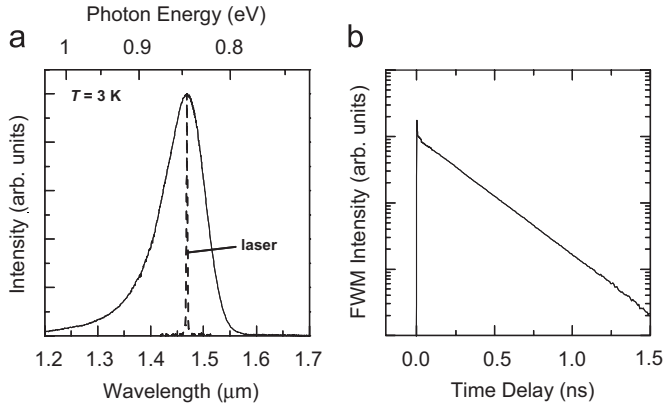 Photon Energy (eV)
a
1
0.9
0.8
T = 3 K
laser
Intensity (arb. units)
1.2
1.3
1.4
1.5
1.6
1.7
Wavelength (μm)
b
FWM Intensity (arb. units)
0.0
0.5
1.0
1.5
Time Delay (ns)